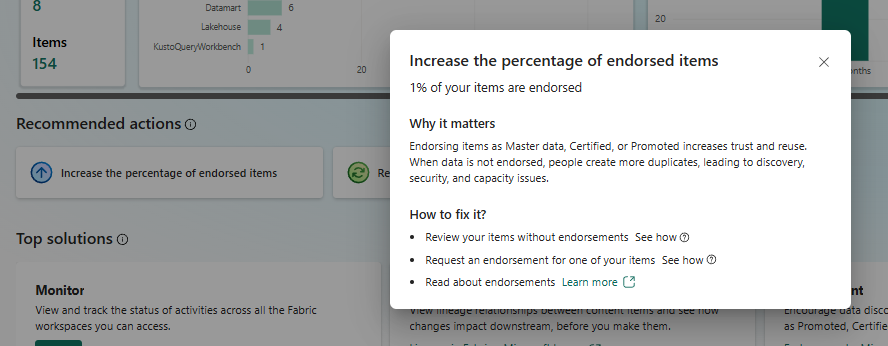 8
Items
154
Datamart 6
Lakehouse 4
KustoQueryWorkbench 1
0 20
20
onths
Increase the percentage of endorsed items
1% of your items are endorsed
Why it matters
Endorsing items as Master data, Certified, or Promoted increases trust and reuse.
When data is not endorsed, people create more duplicates, leading to discovery,
security, and capacity issues.
How to fix it?
• Review your items without endorsements See how
• Request an endorsement for one of your items See how
• Read about endorsements Learn more
Recommended actions
Increase the percentage of endorsed items
Re
Top solutions
Monitor
View and track the status of activities across all the Fabric
workspaces you can access.
View lineage relationships between content items and see how
changes impact downstream, before you make them.
nt
Encourage data disco
as Promoted, Certified